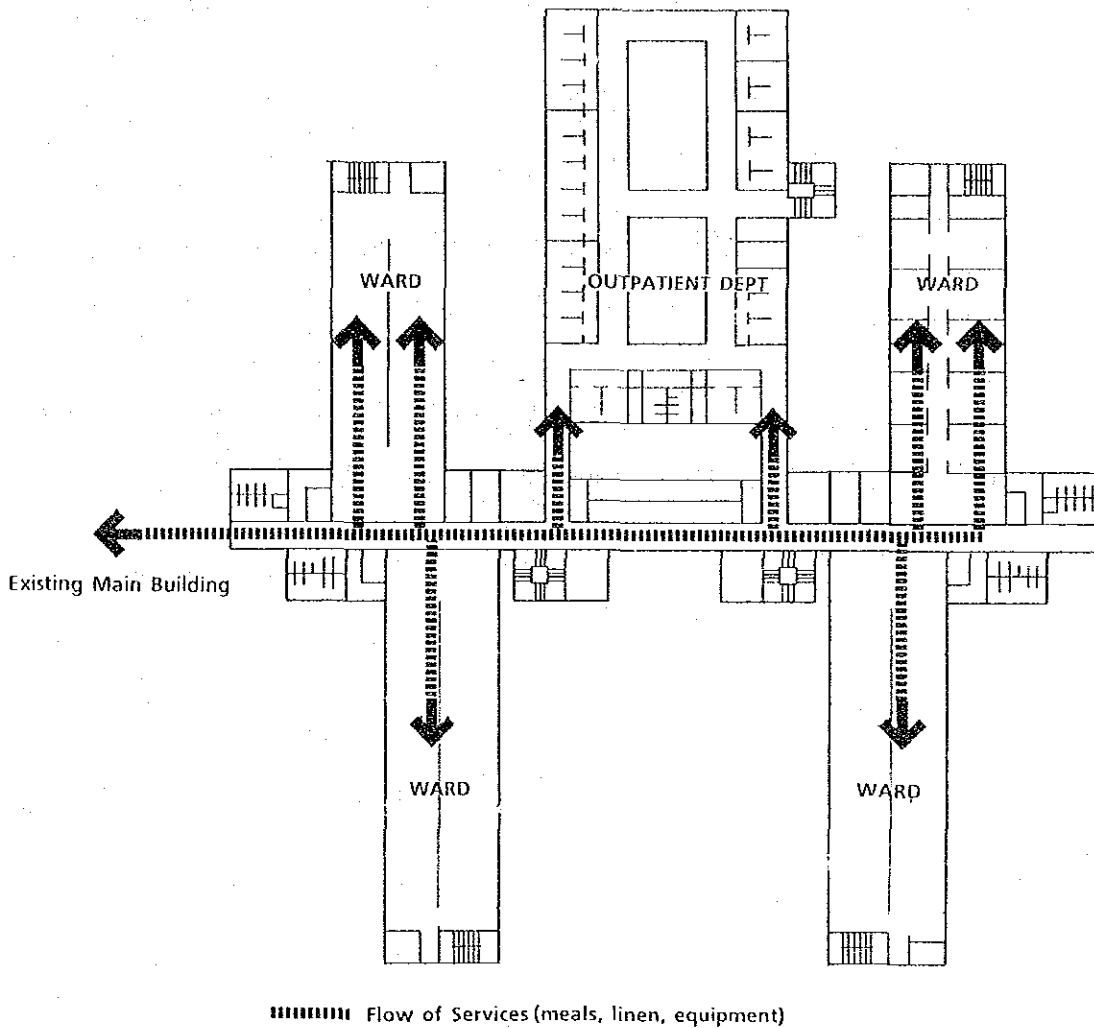 WARD
OUTPATIENT DEPT
WARD
Existing Main Building
WARD
WARD
Flow of Services (meals, linen, equipment)